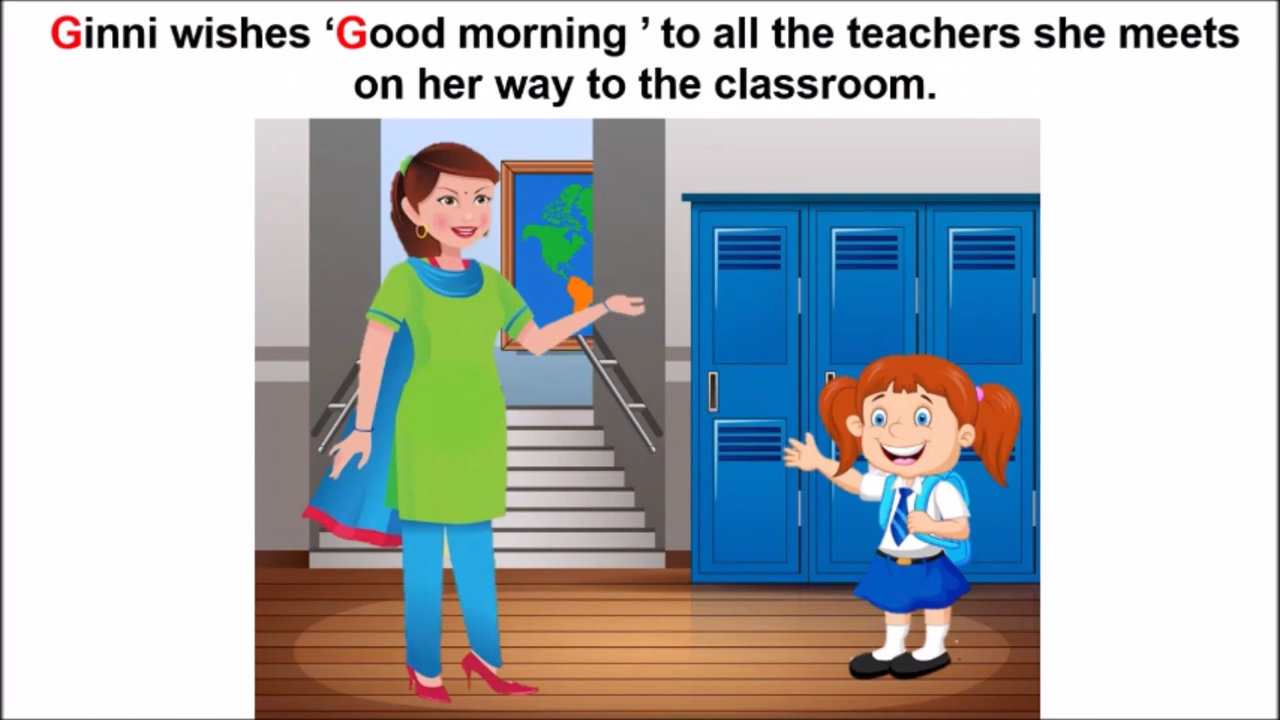 Ginni wishes ‘Good morning ’ to all the teachers she meets
on her way to the classroom.